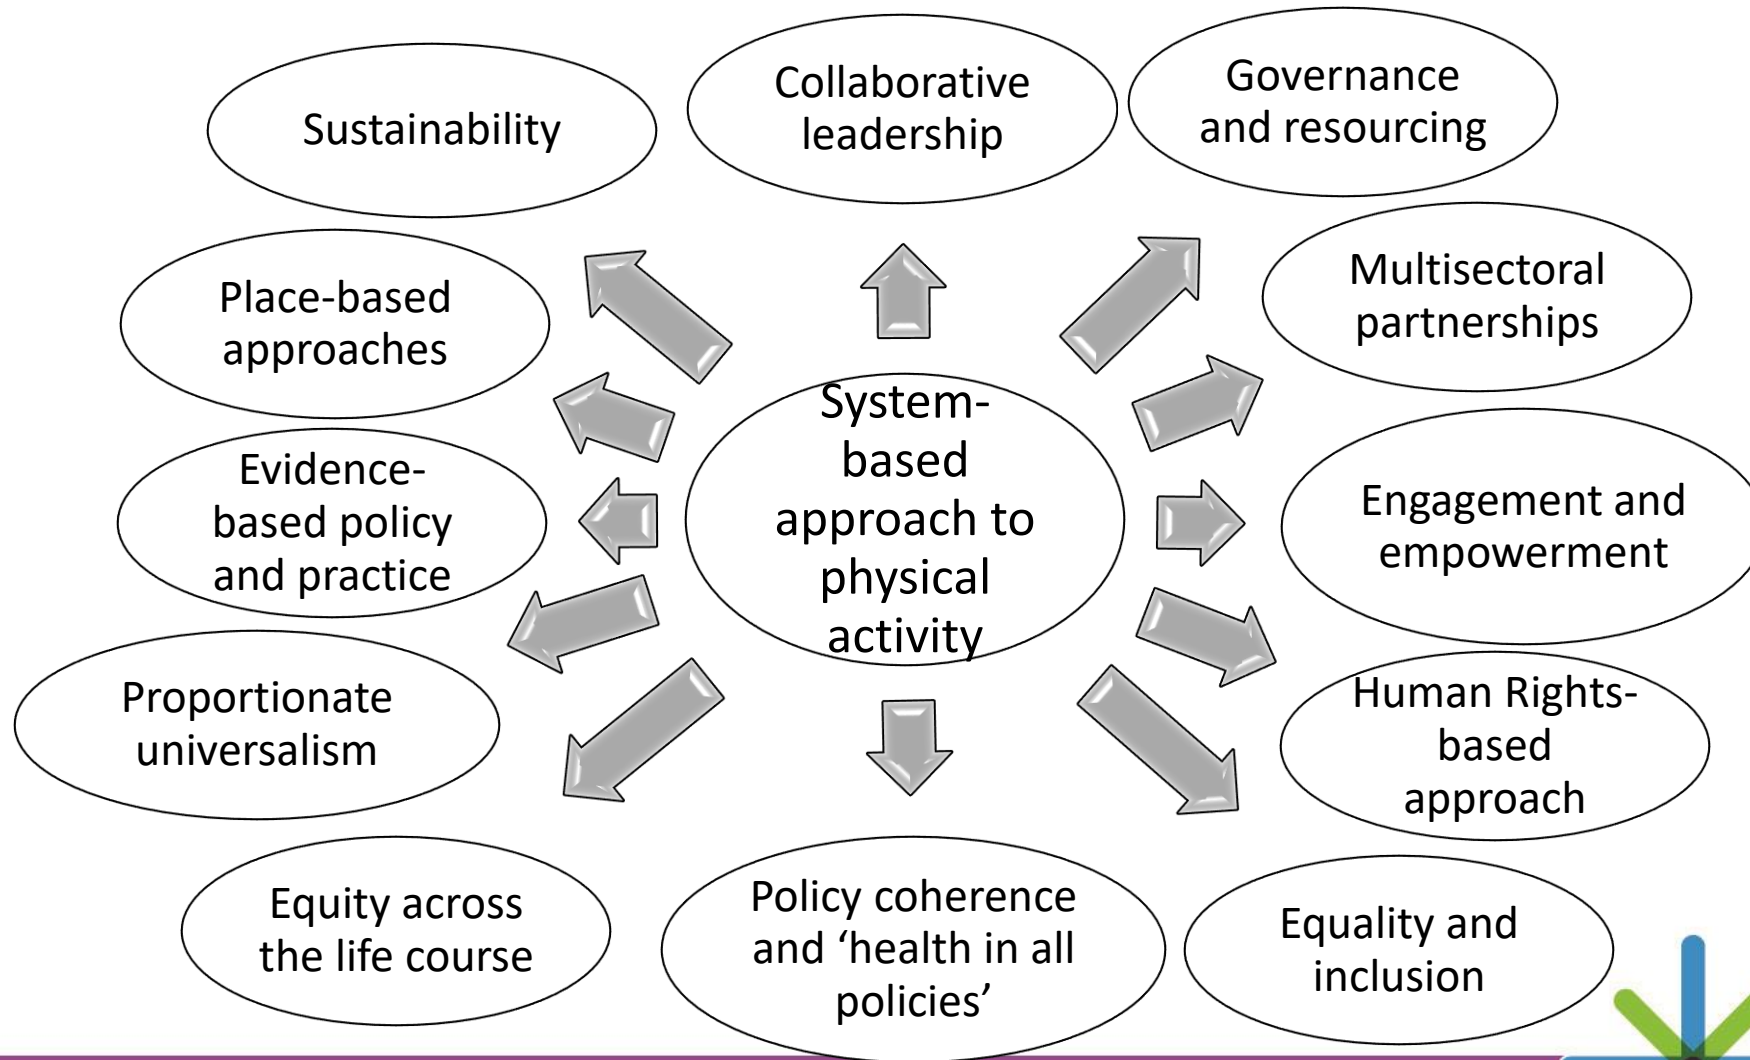 Sustainability
Collaborative
leadership
Governance
and resourcing
Place-based
approaches
Multisectoral
partnerships
System-
based
approach to
physical
activity
Evidence-
based policy
and practice
Engagement and
empowerment
Proportionate
universalism
Human Rights-
based
approach
Equity across
the life course
Policy coherence
and ‘health in all
policies’
Equality and
inclusion